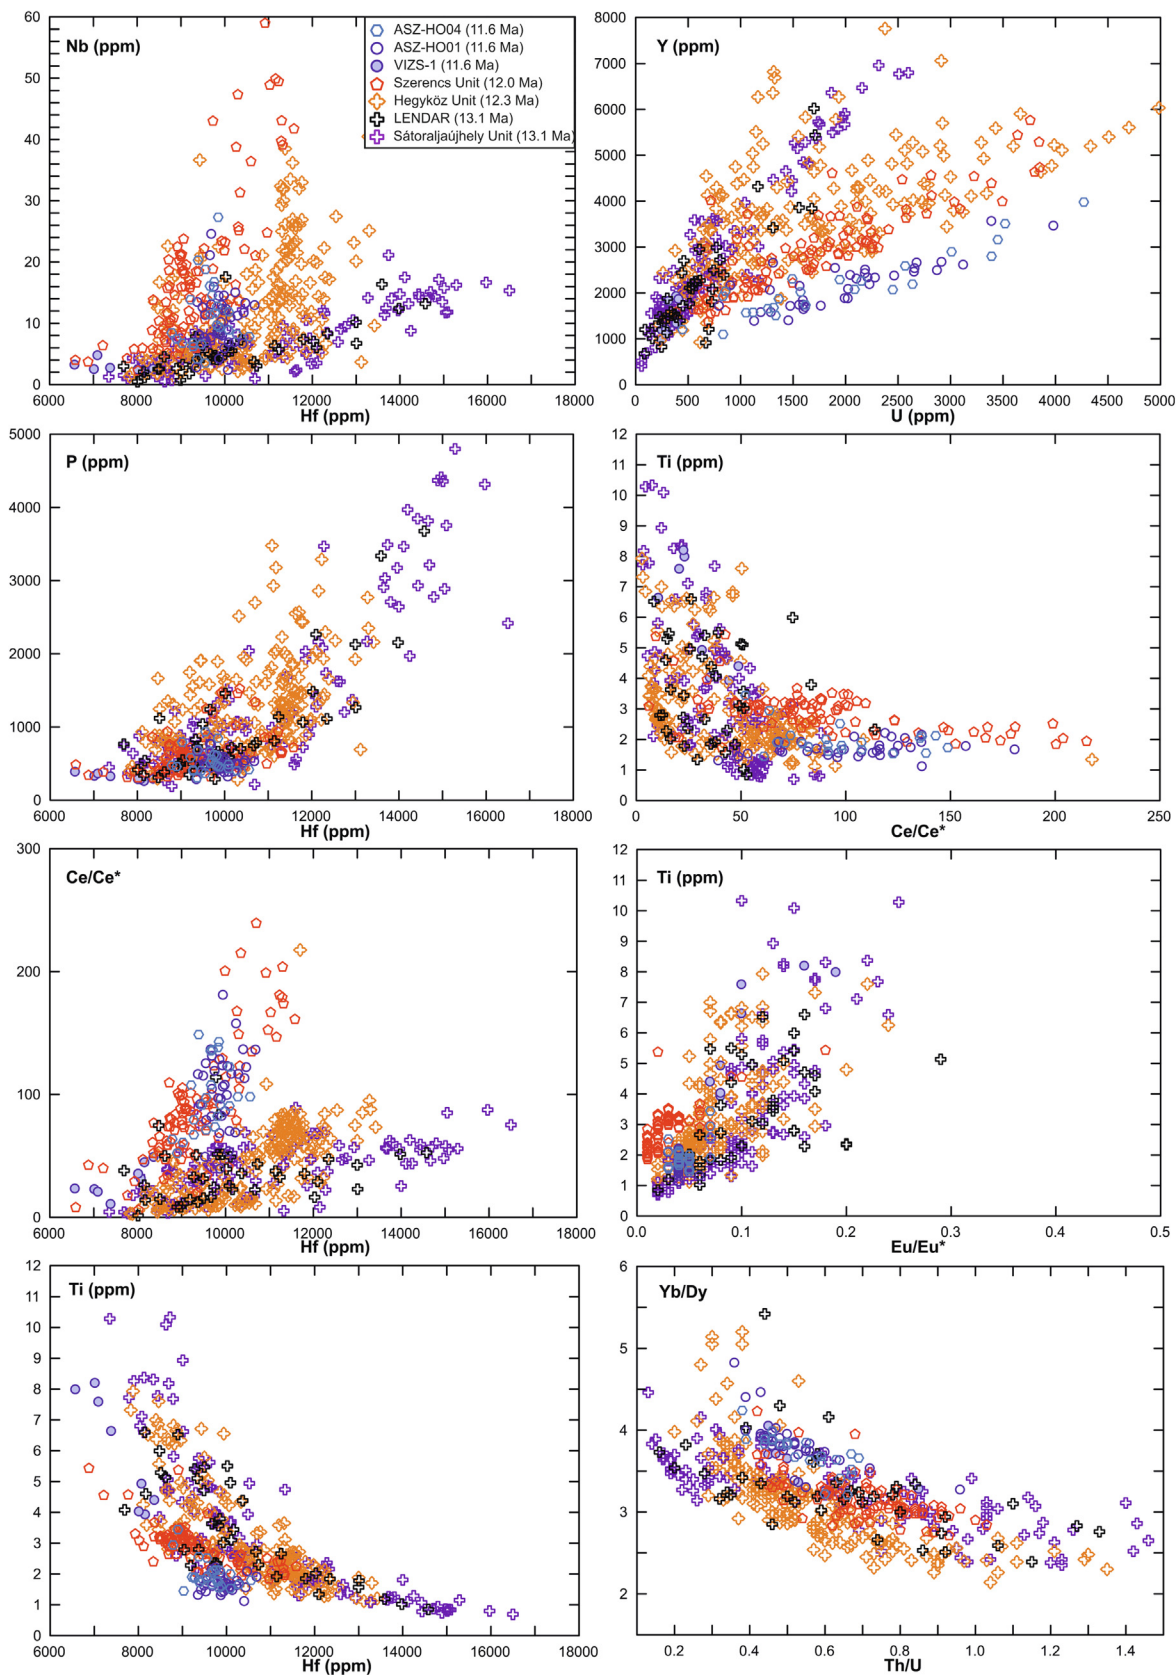 Nb (ppm)
60
50
40
30
20
10
0
6000 8000 10000 12000 14000 16000 18000
Hf (ppm)
ASZ-HO04 (11.6 Ma)
ASZ-HO01 (11.6 Ma)
VIZS-1 (11.6 Ma)
Szerencs Unit (12.0 Ma)
Hegyköz Unit (12.3 Ma)
LENDAR (13.1 Ma)
Sátoraljaújhely Unit (13.1 Ma)
Y (ppm)
8000
7000
6000
5000
4000
3000
2000
1000
0
0 500 1000 1500 2000 2500 3000 3500 4000 4500 5000
U (ppm)
P (ppm)
5000
4000
3000
2000
1000
0
6000 8000 10000 12000 14000 16000 18000
Hf (ppm)
Ti (ppm)
12
11
10
9
8
7
6
5
4
3
2
1
0
0 50 100 150 200 250
Ce/Ce*
Ce/Ce*
300
200
100
0
6000 8000 10000 12000 14000 16000 18000
Hf (ppm)
Ti (ppm)
12
11
10
9
8
7
6
5
4
3
2
1
0
0.0 0.1 0.2 0.3 0.4 0.5
Eu/Eu*
Ti (ppm)
12
11
10
9
8
7
6
5
4
3
2
1
0
6000 8000 10000 12000 14000 16000 18000
Hf (ppm)
Yb/Dy
6
5
4
3
2
0.2 0.4 0.6 0.8 1.0 1.2 1.4
Th/U